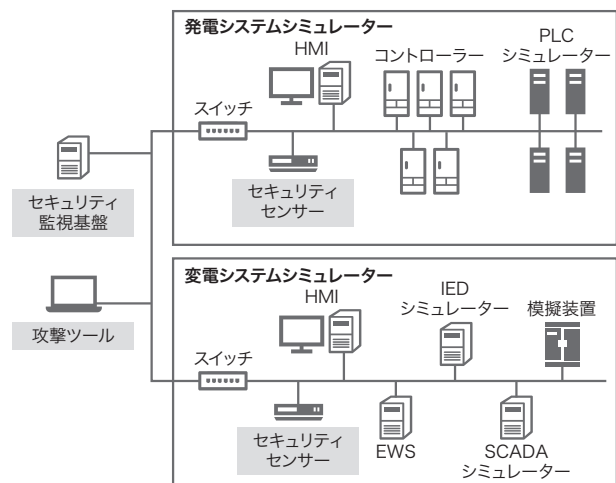 発電システムシミュレーター
HMI
コントローラー
PLC
シミュレーター
スイッチ
セキュリティ
センサー
セキュリティ
監視基盤
攻撃ツール
変電システムシミュレーター
HMI
IED
シミュレーター
模擬装置
スイッチ
セキュリティ
センサー
EWS
SCADA
シミュレーター